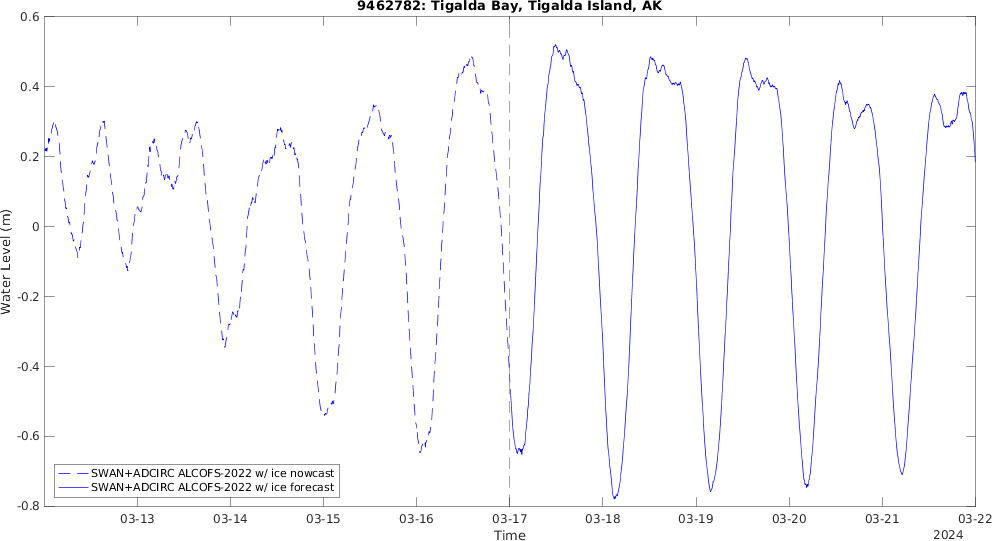 9462782: Tigalda Bay, Tigalda Island, AK
Water Level (m)
0.6
0.4
0.2
0
-0.2
-0.4
-0.6
-0.8
SWAN+ADCIRC ALCOFS-2022 w/ ice nowcast
SWAN+ADCIRC ALCOFS-2022 w/ ice forecast
03-13 03-14 03-15 03-16 03-17 03-18 03-19 03-20 03-21 03-22
Time
2024